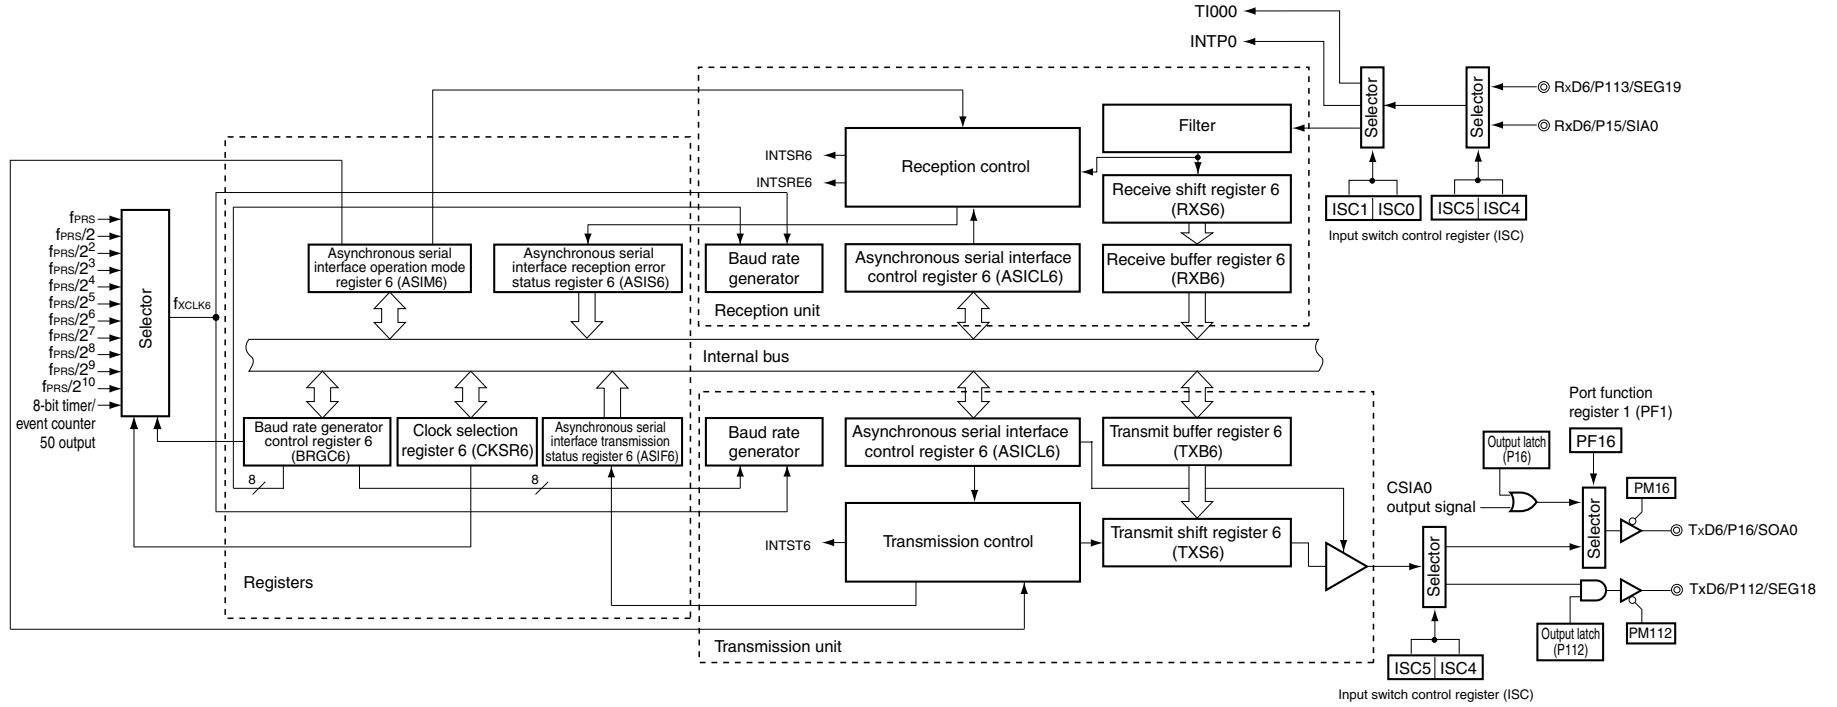 TI000
INTP0
Selector
Selector
RxD6/P113/SEG19
RxD6/P15/SIA0
ISC1 ISC0
ISC5 ISC4
Input switch control register (ISC)
Filter
Reception control
INTSR6
INTSRE6
Receive shift register 6
(RXS6)
Receive buffer register 6
(RXB6)
Asynchronous serial interface
control register 6 (ASICL6)
Baud rate
generator
Reception unit
Asynchronous serial
interface operation mode
register 6 (ASIM6)
Asynchronous serial
interface reception error
status register 6 (ASIS6)
fPRS
fPRS/2
fPRS/2²
fPRS/2³
fPRS/2⁴
fPRS/2⁵
fPRS/2⁶
fPRS/2⁷
fPRS/2⁸
fPRS/2⁹
fPRS/2¹⁰
8-bit timer/
event counter
50 output
Selector
fXCLK6
Internal bus
Baud rate generator
control register 6
(BRGC6)
Clock selection
register 6 (CKSR6)
Asynchronous serial
interface transmission
status register 6 (ASIF6)
8
8
Registers
Baud rate
generator
Asynchronous serial interface
control register 6 (ASICL6)
Transmit buffer register 6
(TXB6)
INTST6
Transmission control
Transmit shift register 6
(TXS6)
Transmission unit
Port function
register 1 (PF1)
PF16
Output latch
(P16)
CSIA0
output signal
Selector
PM16
TxD6/P16/SOA0
Selector
TxD6/P112/SEG18
Output latch
(P112)
PM112
ISC5 ISC4
Input switch control register (ISC)